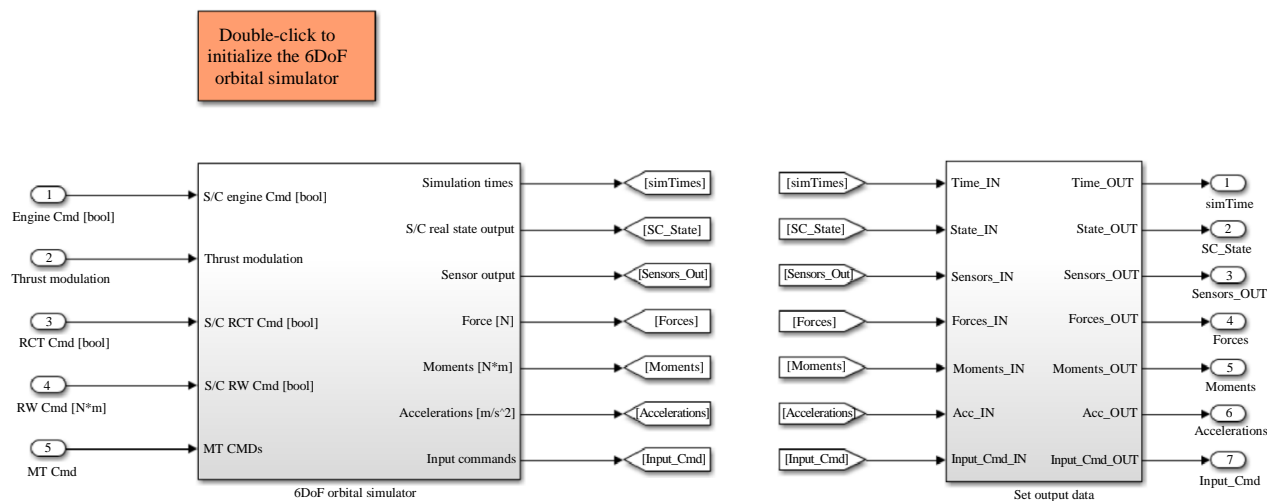 Double-click to
initialize the 6DoF
orbital simulator
1
Engine Cmd [bool]
2
Thrust modulation
3
RCT Cmd [bool]
4
RW Cmd [N*m]
5
MT Cmd
S/C engine Cmd [bool]
Thrust modulation
S/C RCT Cmd [bool]
S/C RW Cmd [bool]
MT CMDs
Simulation times
S/C real state output
Sensor output
Force [N]
Moments [N*m]
Accelerations [m/s^2]
Input commands
6DoF orbital simulator
[simTimes]
[SC_State]
[Sensors_Out]
[Forces]
[Moments]
[Accelerations]
[Input_Cmd]
[simTimes]
[SC_State]
[Sensors_Out]
[Forces]
[Moments]
[Accelerations]
[Input_Cmd]
Time_IN
State_IN
Sensors_IN
Forces_IN
Moments_IN
Acc_IN
Input_Cmd_IN
Time_OUT
State_OUT
Sensors_OUT
Forces_OUT
Moments_OUT
Acc_OUT
Input_Cmd_OUT
Set output data
1
simTime
2
SC_State
3
Sensors_OUT
4
Forces
5
Moments
6
Accelerations
7
Input_Cmd